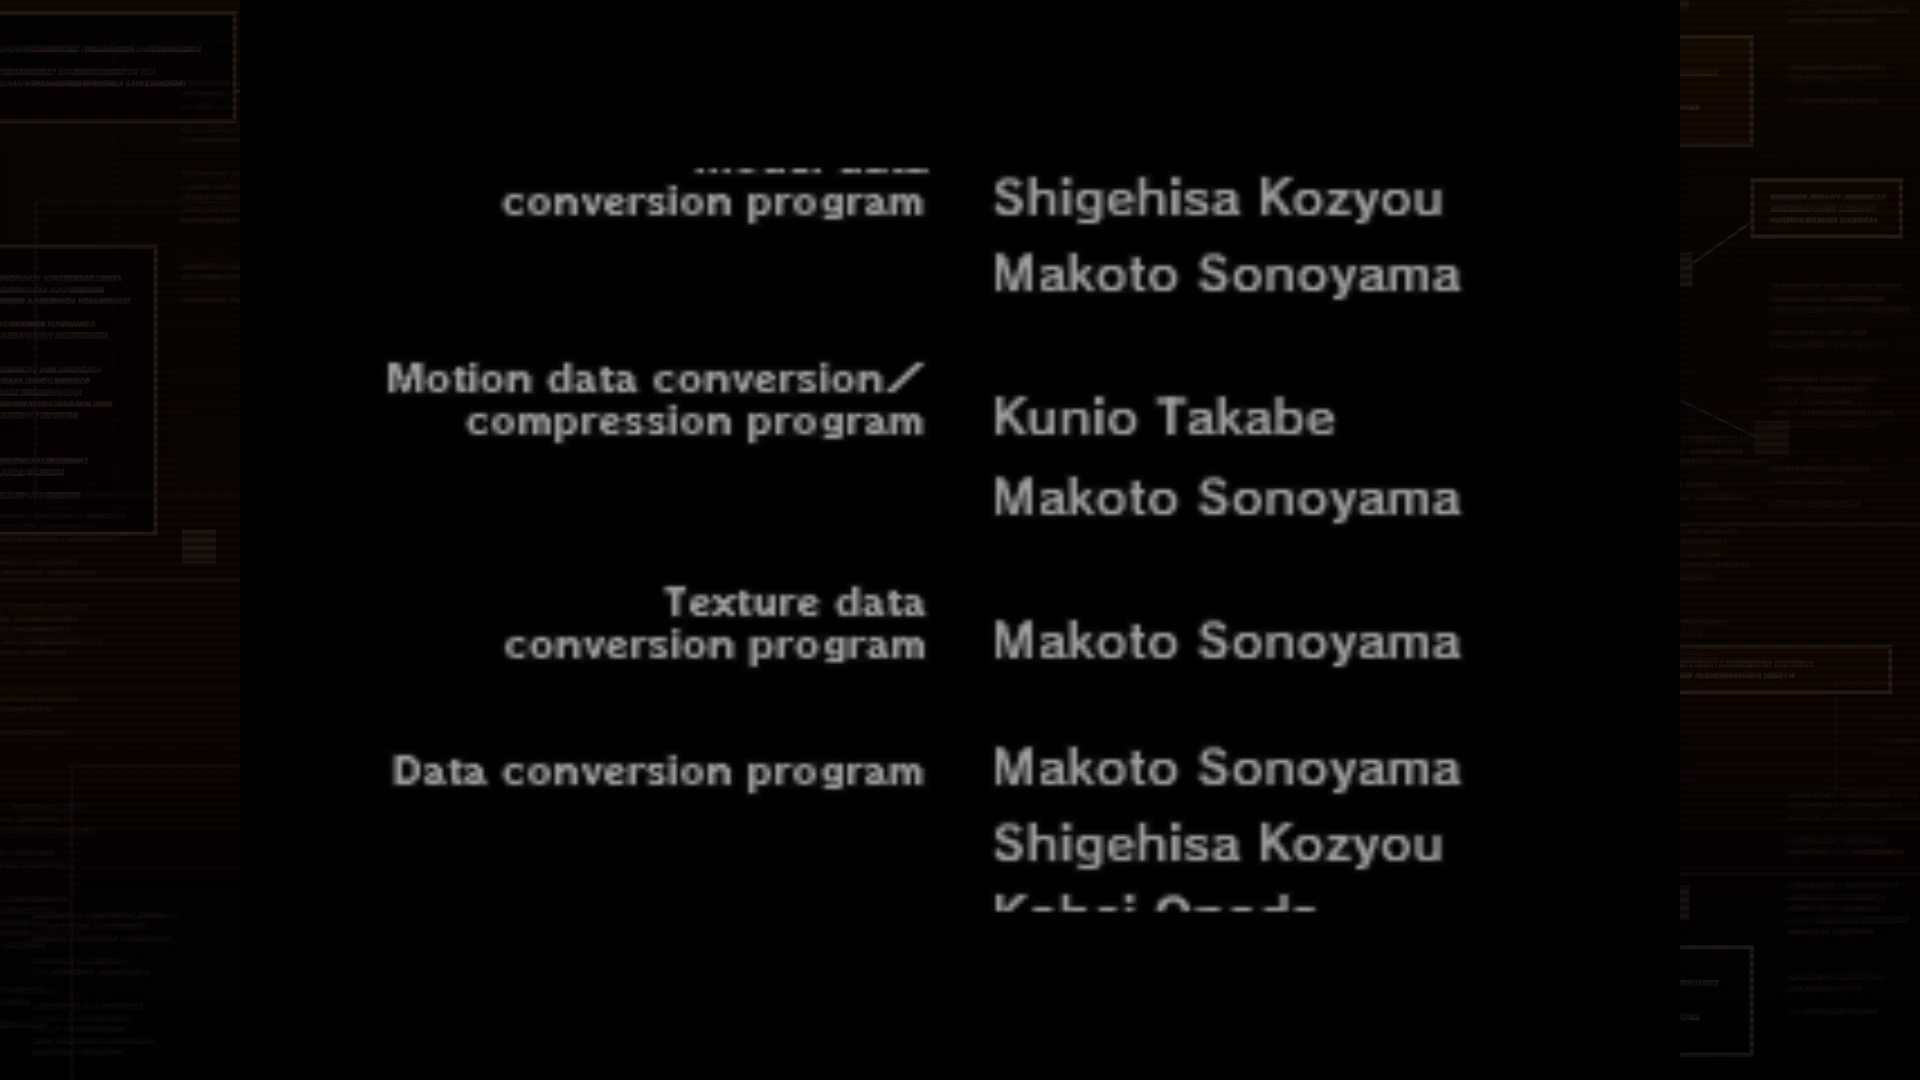 conversion program Shigehisa Kozyou
Makoto Sonoyama
Motion data conversion/
compression program Kunio Takabe
Makoto Sonoyama
Texture data
conversion program Makoto Sonoyama
Data conversion program Makoto Sonoyama
Shigehisa Kozyou